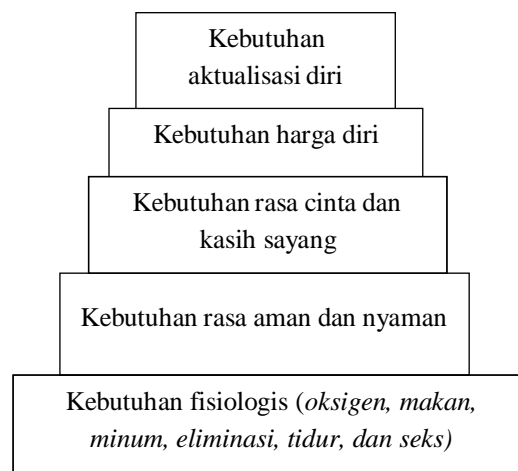 Kebutuhan
aktualisasi diri
Kebutuhan harga diri
Kebutuhan rasa cinta dan
kasih sayang
Kebutuhan rasa aman dan nyaman
Kebutuhan fisiologis (oksigen, makan,
minum, eliminasi, tidur, dan seks)